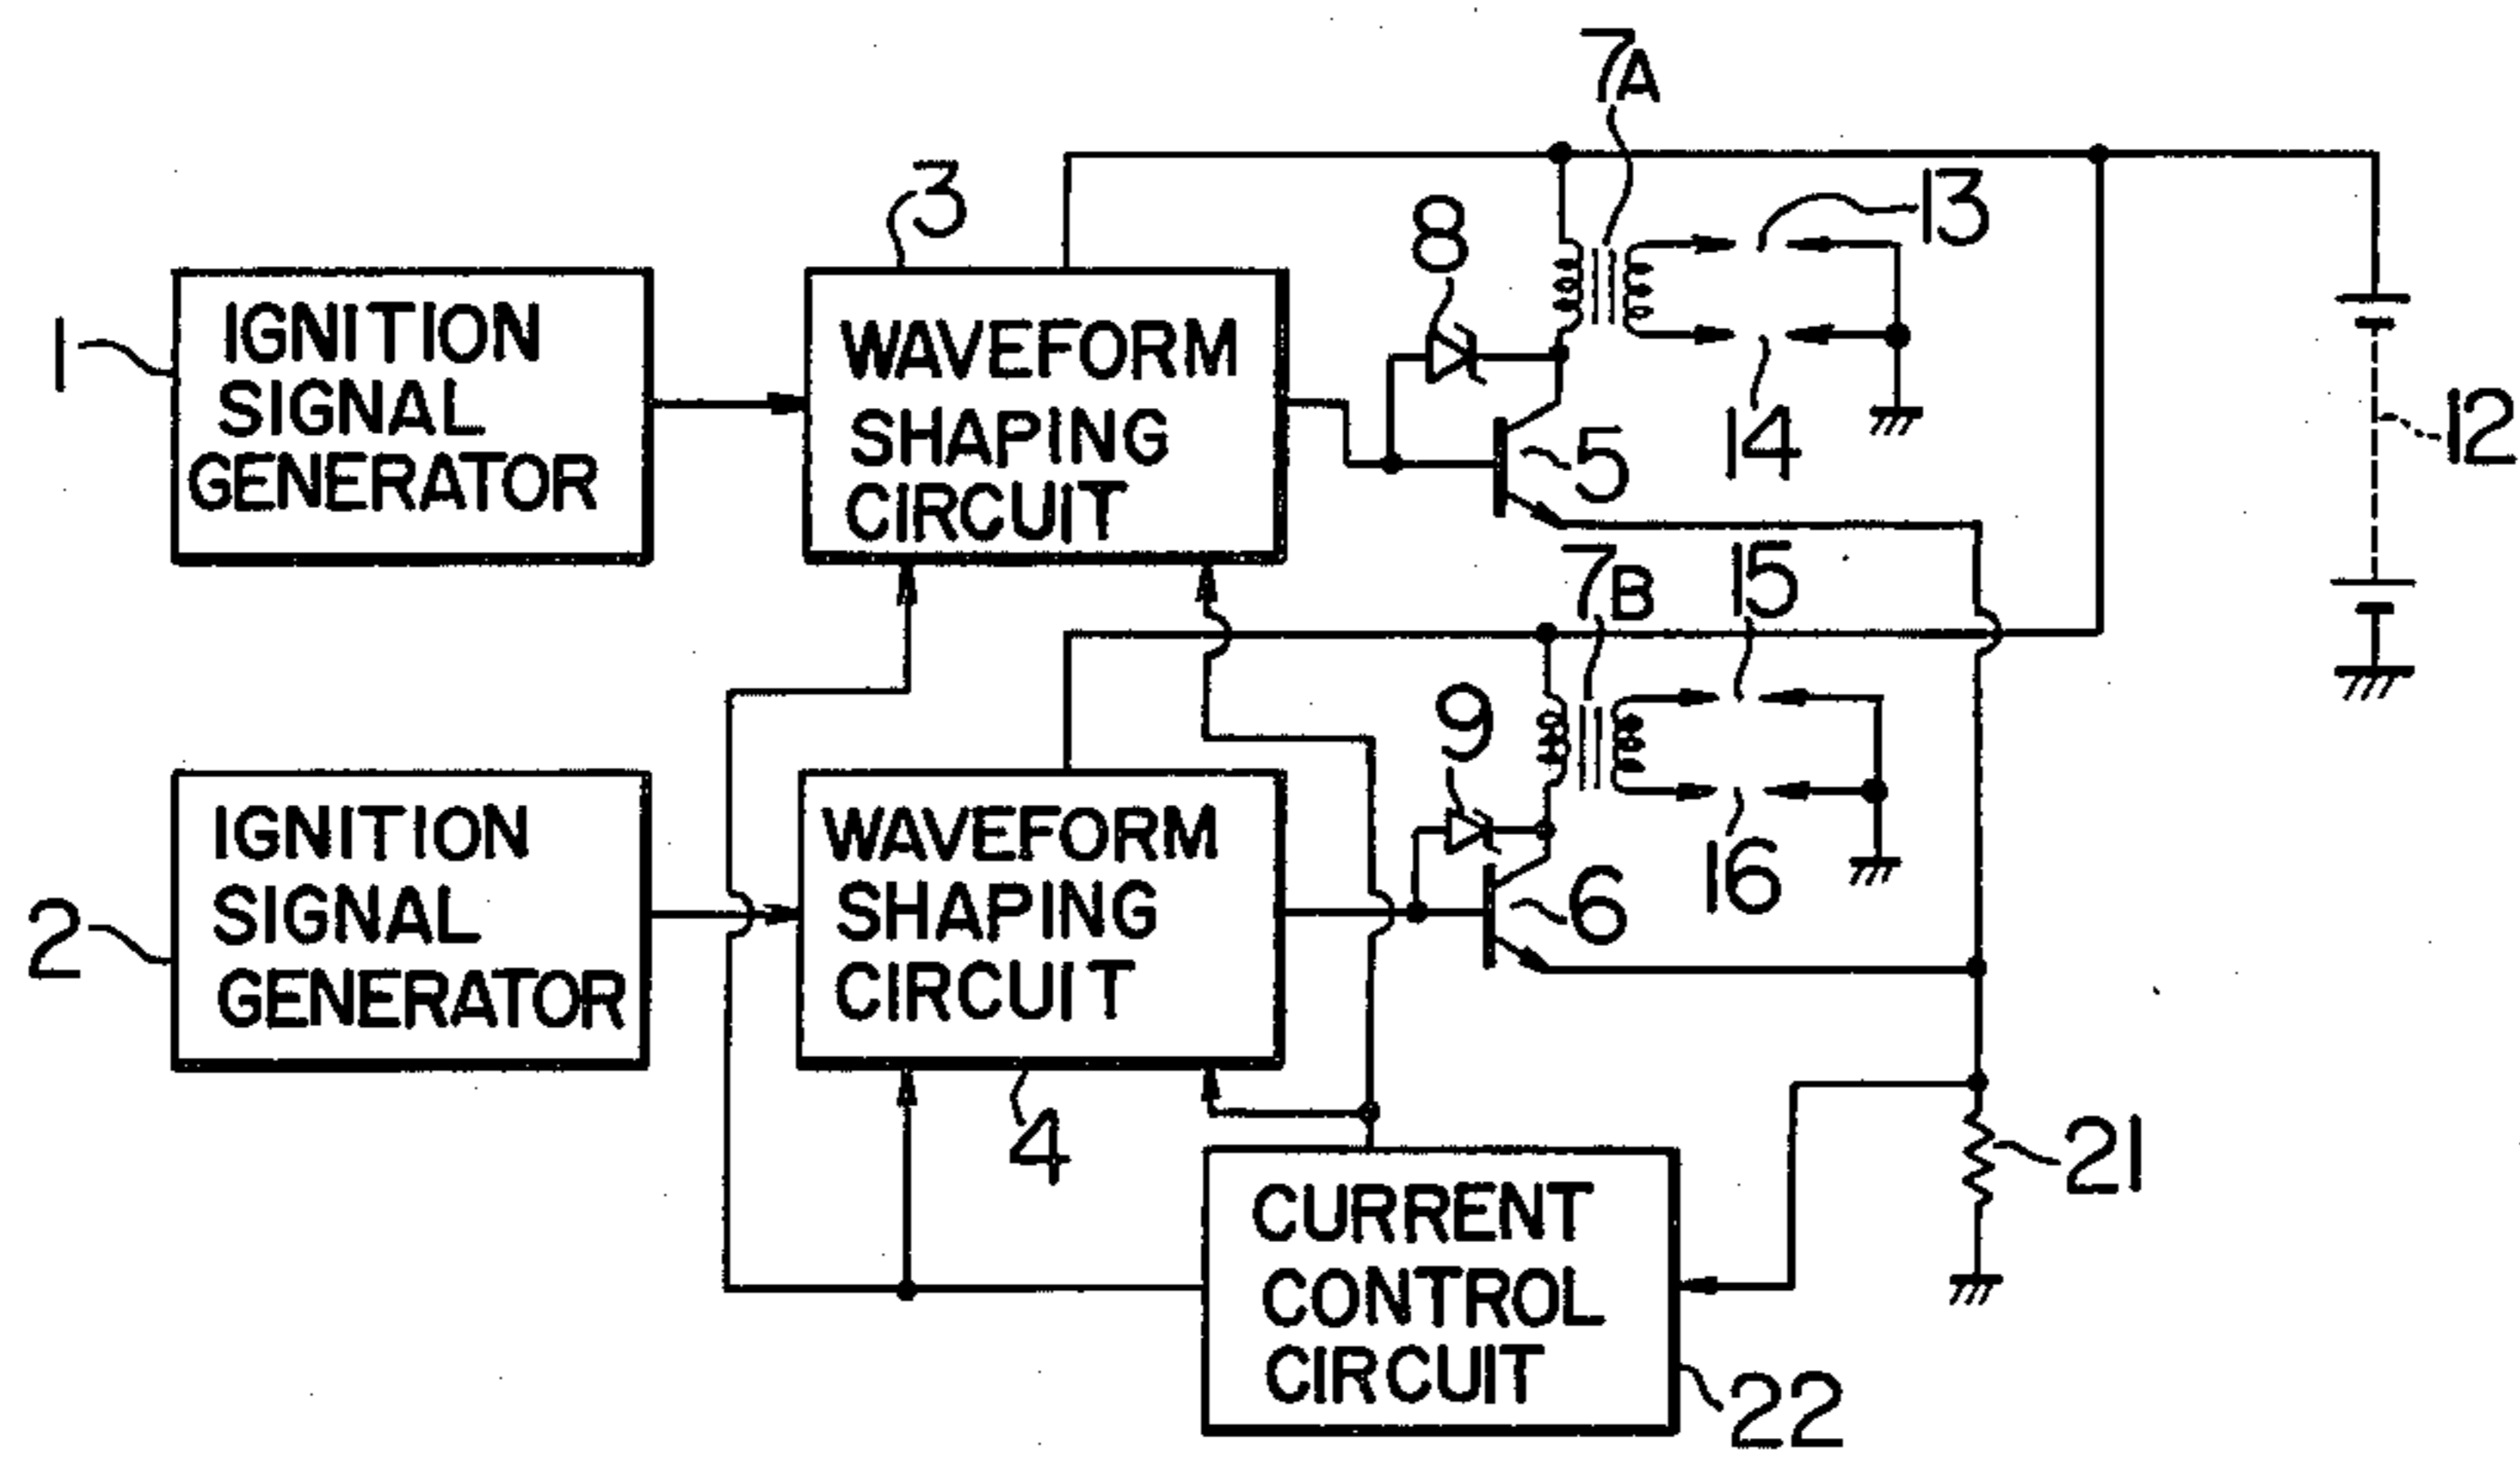 7A
3
13
8
1
IGNITION
SIGNAL
GENERATOR
WAVEFORM
SHAPING
CIRCUIT
14
5
12
7B
15
9
2
IGNITION
SIGNAL
GENERATOR
WAVEFORM
SHAPING
CIRCUIT
16
6
4
21
CURRENT
CONTROL
CIRCUIT
22